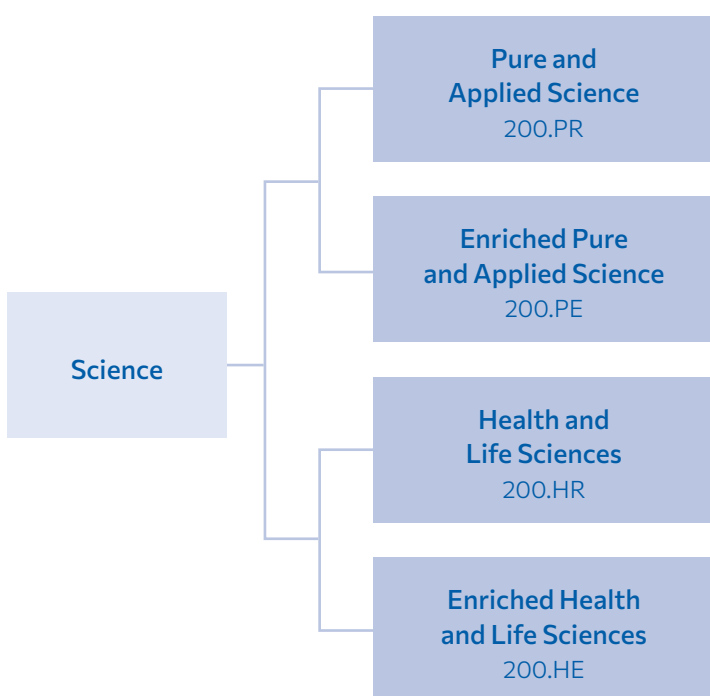 Pure and
Applied Science
200.PR
Enriched Pure
and Applied Science
200.PE
Science
Health and
Life Sciences
200.HR
Enriched Health
and Life Sciences
200.HE